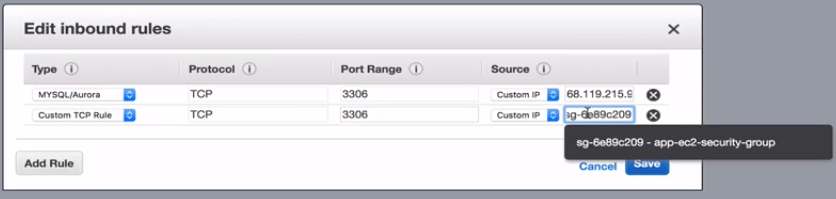 Edit inbound rules
Type Protocol Port Range Source
MYSQL/Aurora TCP 3306 Custom IP 68.119.215.9
Custom TCP Rule TCP 3306 Custom IP sg-6e89c209
sg-6e89c209 - app-ec2-security-group
Add Rule Cancel Save